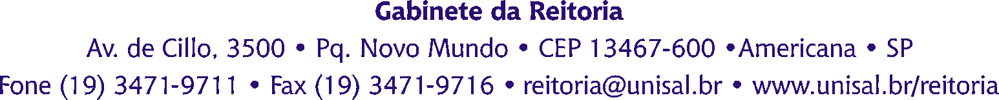 Gabinete da Reitoria
Av. de Cillo, 3500 • Pq. Novo Mundo • CEP 13467-600 •Americana • SP
Fone (19) 3471-9711 • Fax (19) 3471-9716 • reitoria@unisal.br • www.unisal.br/reitoria